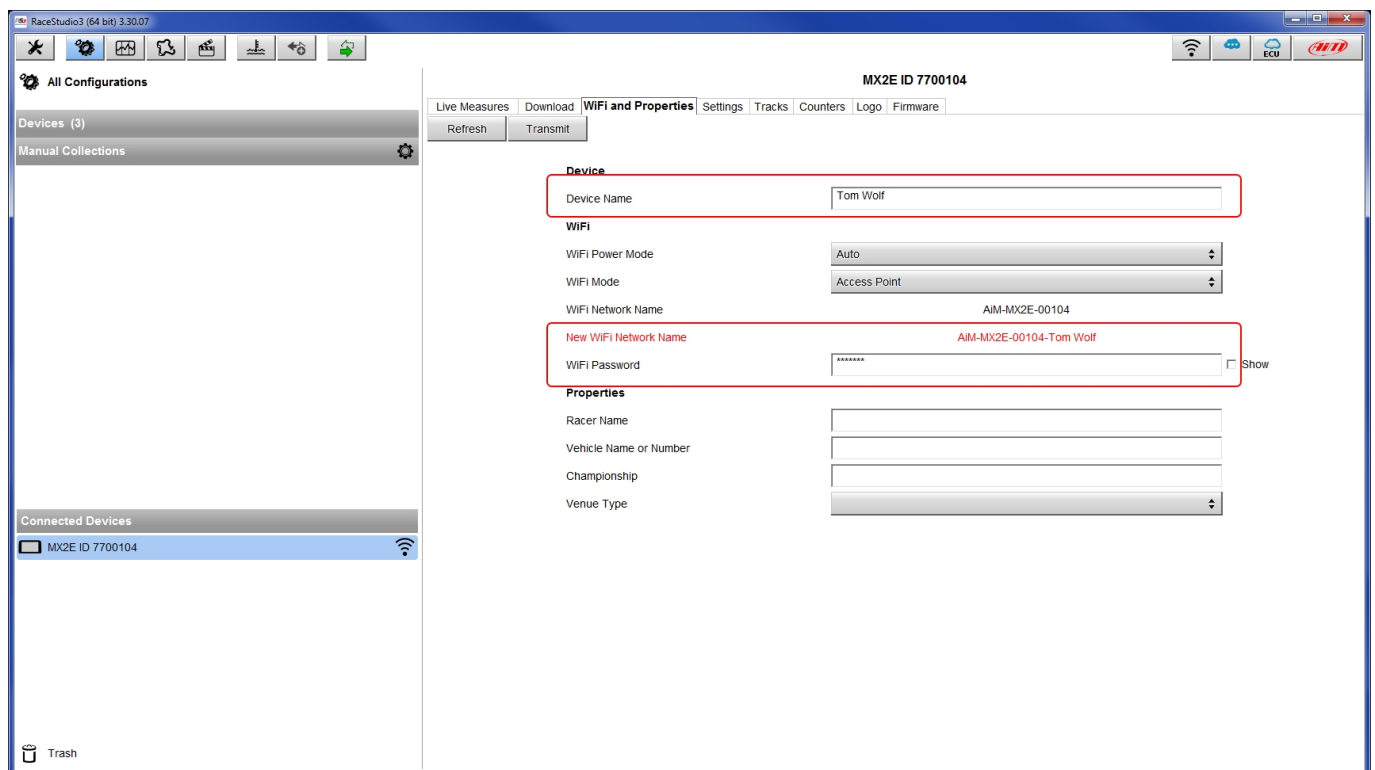 RaceStudio3 (64 bit) 3.30.07
ECU
AiM
All Configurations
Devices (3)
Manual Collections
Connected Devices
MX2E ID 7700104
Trash
MX2E ID 7700104
Live Measures Download WiFi and Properties Settings Tracks Counters Logo Firmware
Refresh Transmit
Device
Device Name Tom Wolf
WiFi
WiFi Power Mode Auto
WiFi Mode Access Point
WiFi Network Name AiM-MX2E-00104
New WiFi Network Name AiM-MX2E-00104-Tom Wolf
WiFi Password ******* Show
Properties
Racer Name
Vehicle Name or Number
Championship
Venue Type